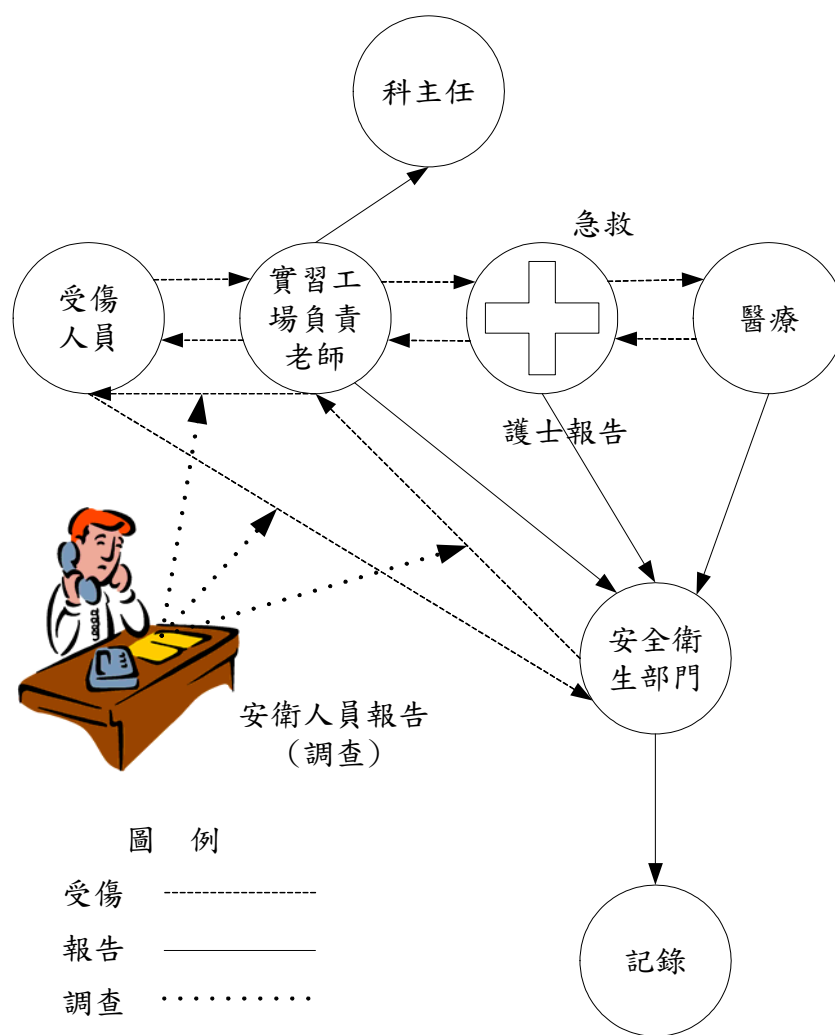 科主任
急救
受傷
人員
實習工
場負責
老師
醫療
護士報告
安全衛
生部門
安衛人員報告
（調查）
圖 例
受傷
報告
調查
記錄